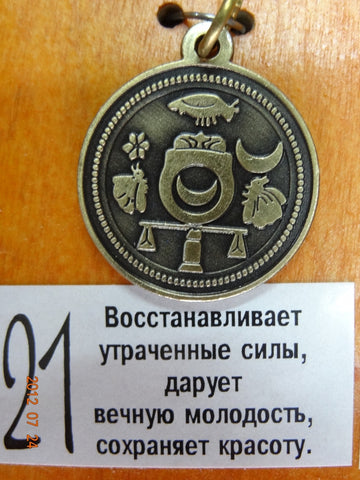 21
Восстанавливает
утраченные силы,
дарует
вечную молодость,
сохраняет красоту.
2012 07 24